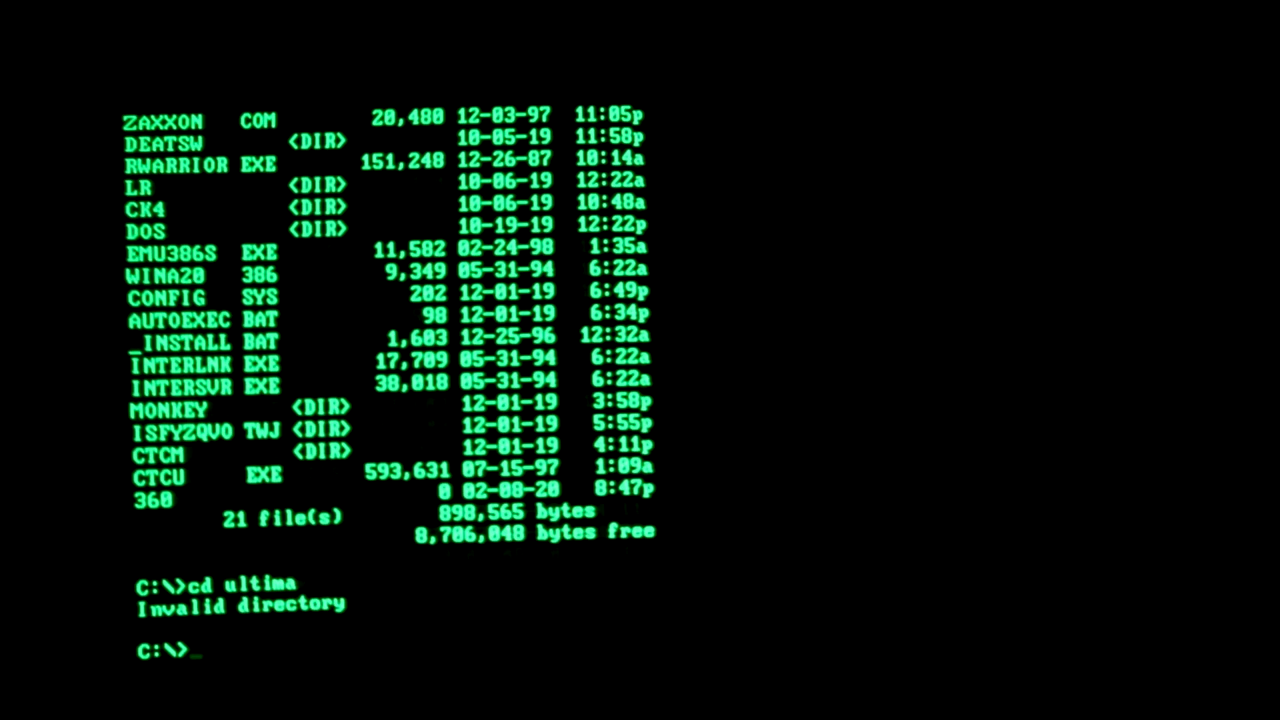 ZAXXON   COM        20,480 12-03-97  11:05p
DEATSW       <DIR>         10-05-19  11:58p
RWARRIOR EXE       151,248 12-26-87  10:14a
LR           <DIR>         10-06-19  12:22a
CK4          <DIR>         10-06-19  10:48a
DOS          <DIR>         10-19-19  12:22p
EMU386S  EXE        11,582 02-24-98   1:35a
WINA20   386         9,349 05-31-94   6:22a
CONFIG   SYS           202 12-01-19   6:49p
AUTOEXEC BAT            98 12-01-19   6:34p
_INSTALL BAT         1,603 12-25-96  12:32a
INTERLNK EXE        17,709 05-31-94   6:22a
INTERSVR EXE        38,018 05-31-94   6:22a
MONKEY       <DIR>         12-01-19   3:58p
ISFYZQVO TWJ <DIR>         12-01-19   5:55p
CTCM         <DIR>         12-01-19   4:11p
CTCU     EXE       593,631 07-15-97   1:09a
360                      0 02-08-20   8:47p
21 file(s)        898,565 bytes
8,706,048 bytes free
C:\>cd ultima
Invalid directory
C:\>_